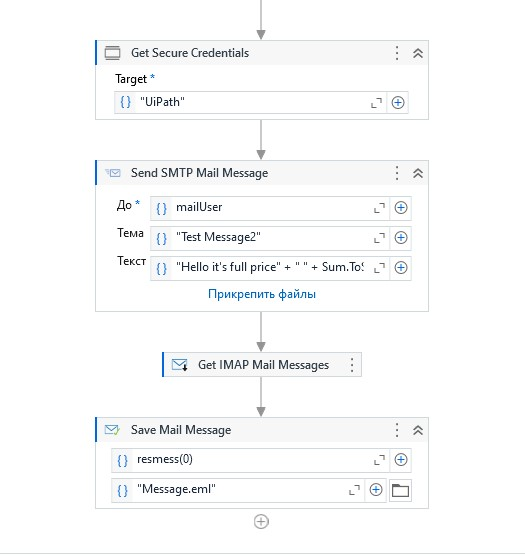 Get Secure Credentials
Target *
"UiPath"
Send SMTP Mail Message
До * mailUser
Тема "Test Message2"
Текст "Hello it's full price" + " " + Sum.ToS
Прикрепить файлы
Get IMAP Mail Messages
Save Mail Message
resmess(0)
"Message.eml"